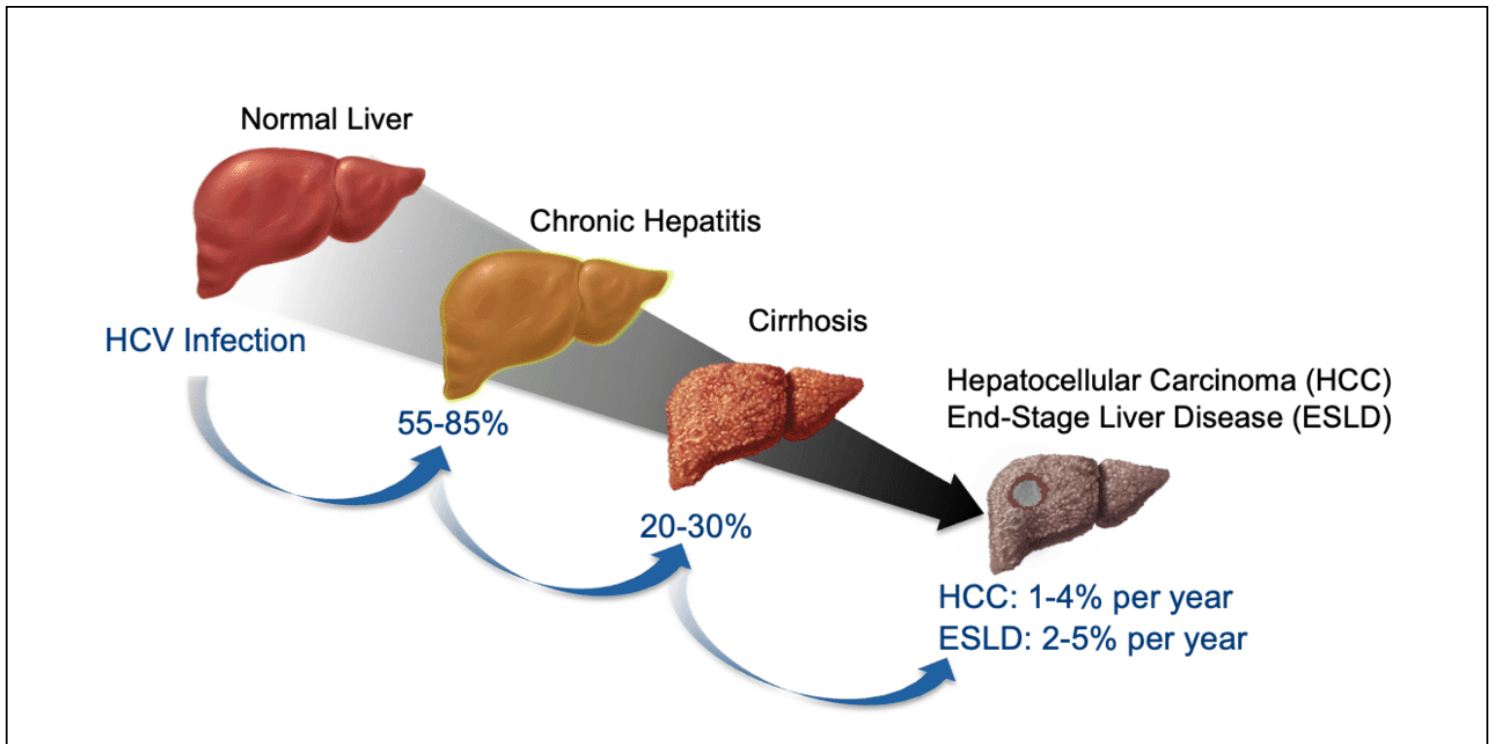 Normal Liver
Chronic Hepatitis
Cirrhosis
HCV Infection
Hepatocellular Carcinoma (HCC)
End-Stage Liver Disease (ESLD)
55-85%
20-30%
HCC: 1-4% per year
ESLD: 2-5% per year